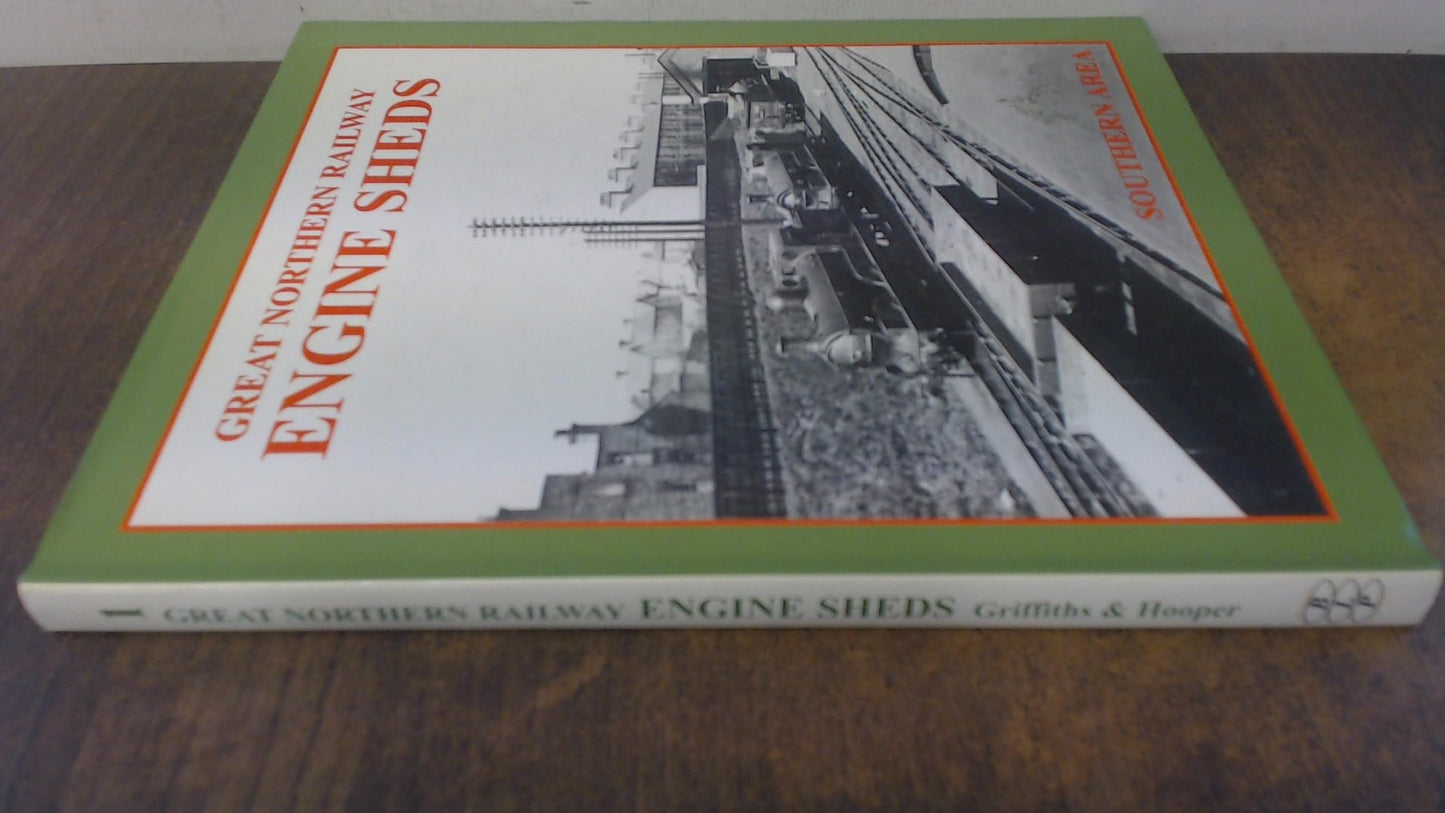 GREAT NORTHERN RAILWAY
ENGINE SHEDS
SOUTHERN AREA
1 GREAT NORTHERN RAILWAY ENGINE SHEDS Griffiths & Hooper